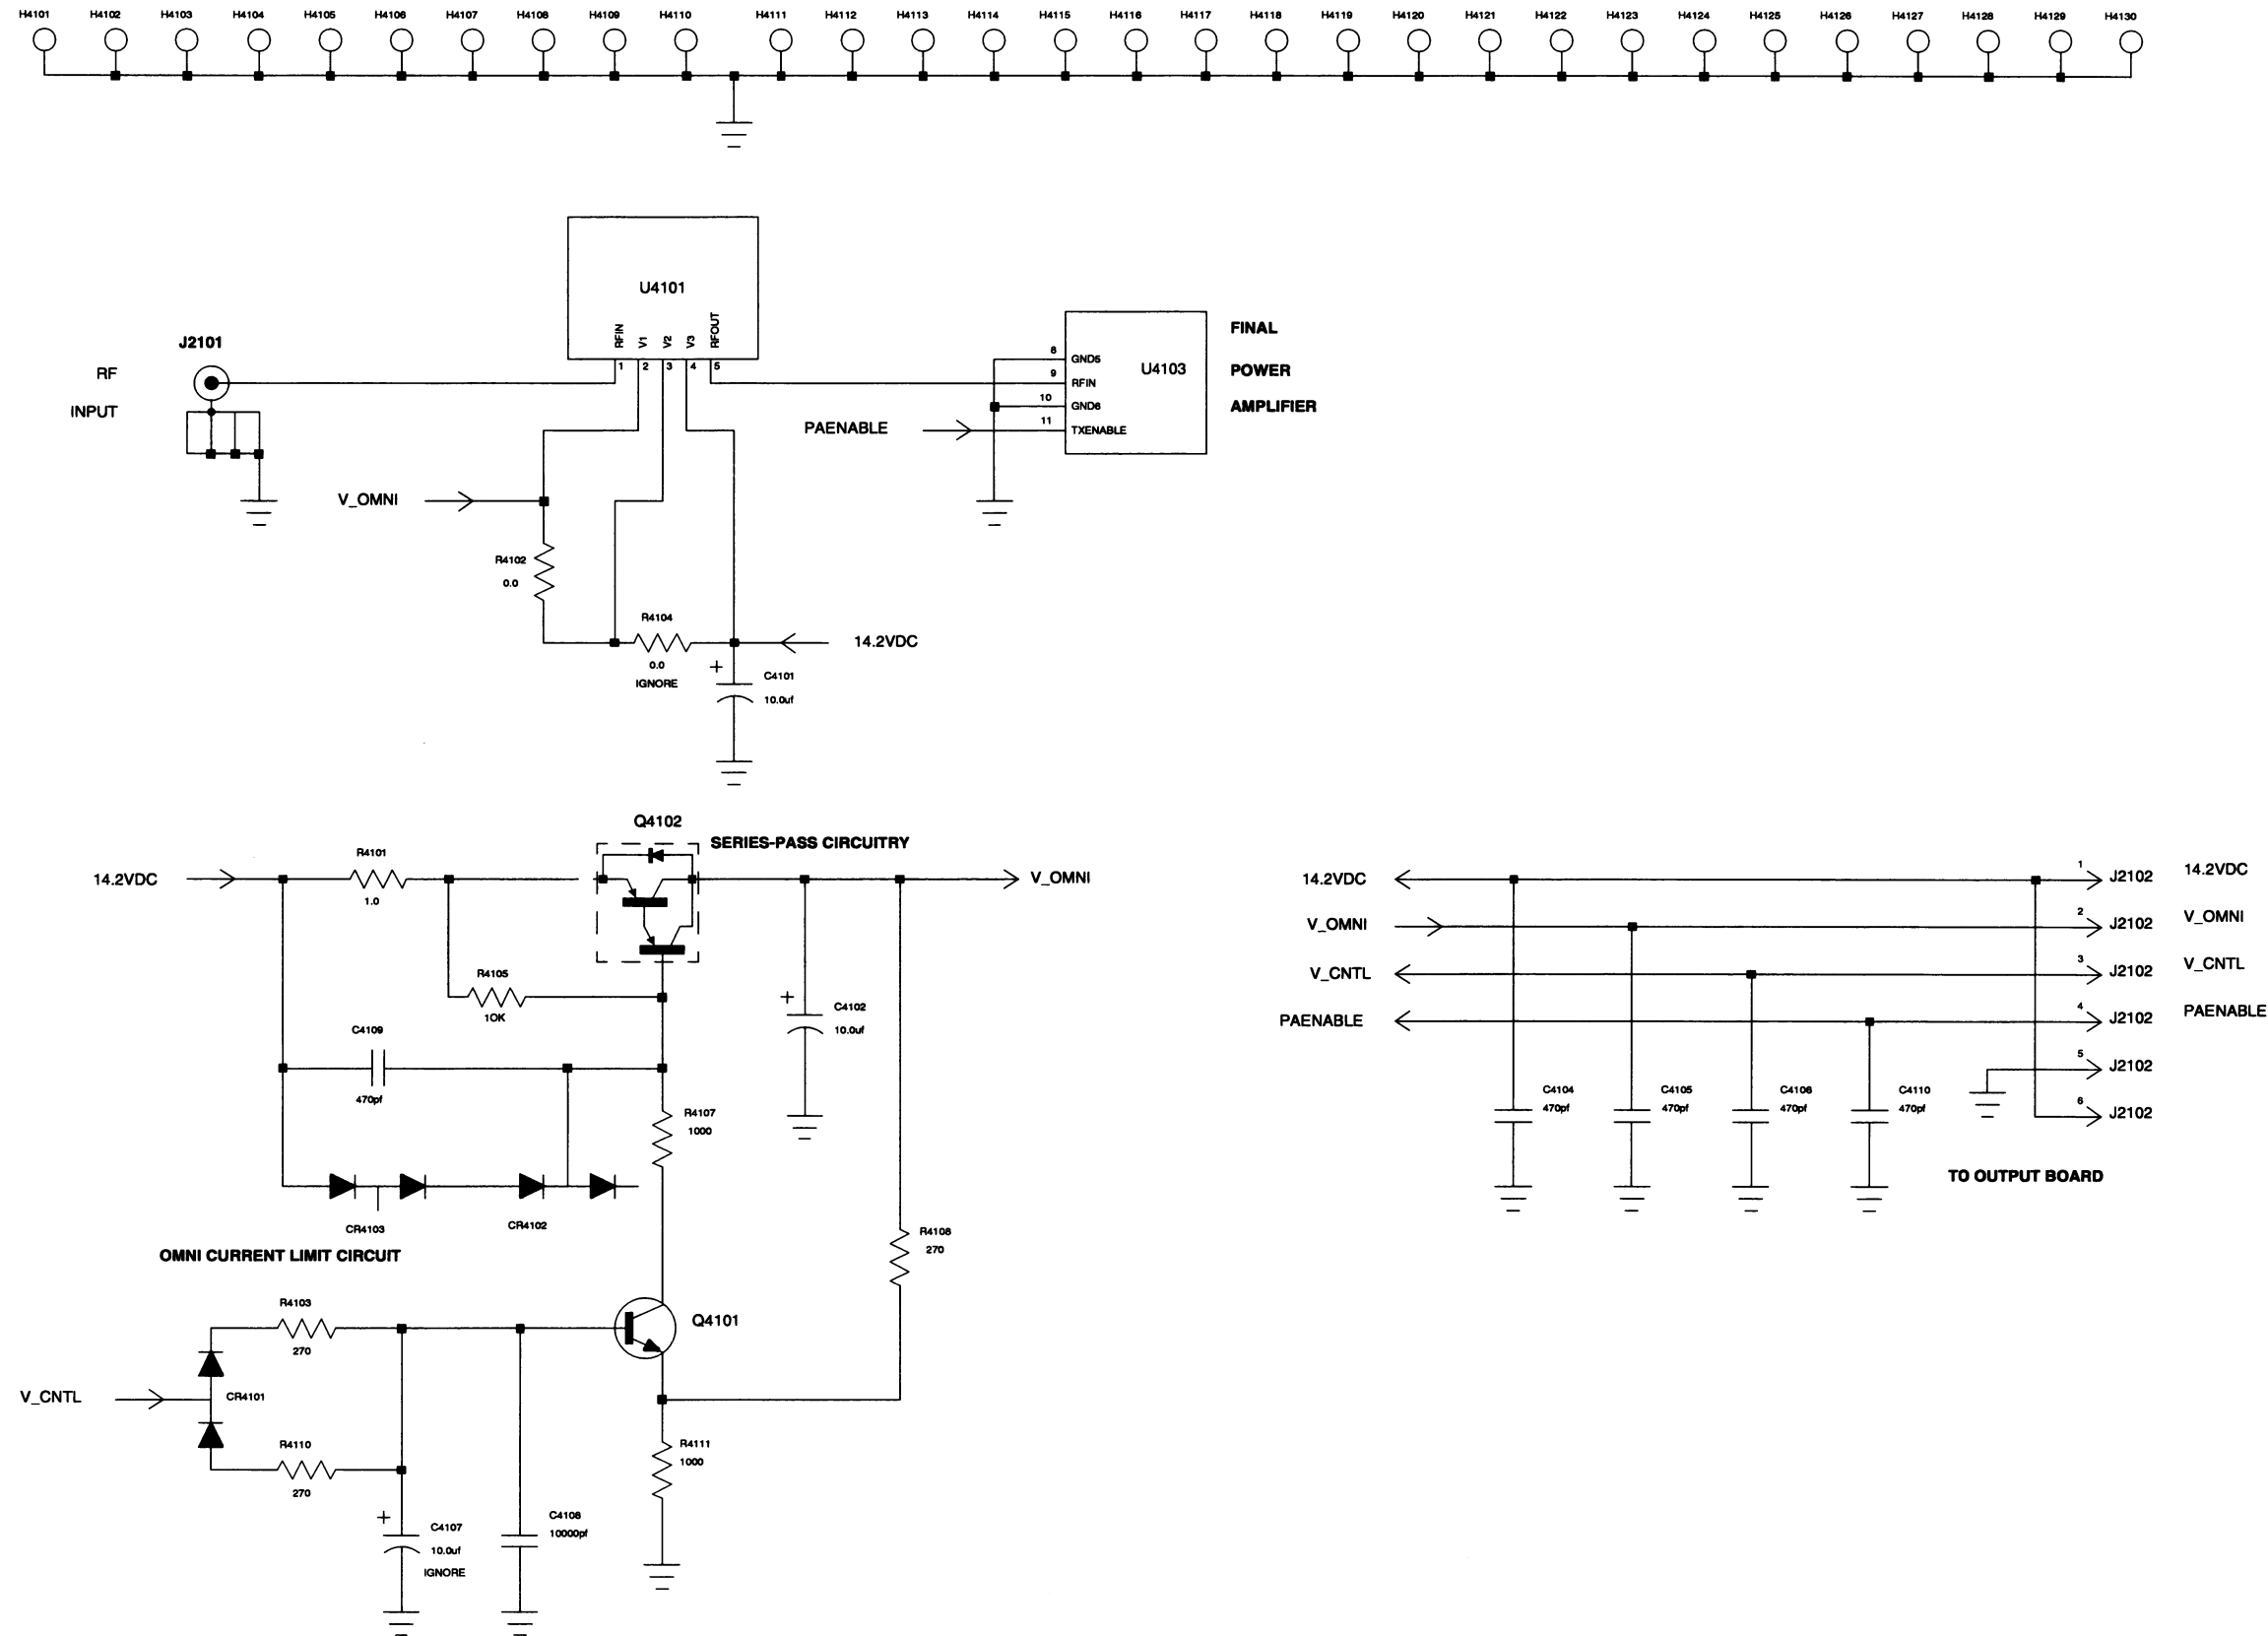 H4101 H4102 H4103 H4104 H4105 H4106 H4107 H4108 H4109 H4110 H4111 H4112 H4113 H4114 H4115 H4116 H4117 H4118 H4119 H4120 H4121 H4122 H4123 H4124 H4125 H4126 H4127 H4128 H4129 H4130
U4101
RFIN V1 V2 V3 RFOUT
1 2 3 4 5
J2101
RF
INPUT
FINAL
POWER
AMPLIFIER
U4103
8 GND5
9 RFIN
10 GND6
11 TXENABLE
PAENABLE
V_OMNI
R4102
0.0
R4104
0.0
IGNORE
14.2VDC
+
C4101
10.0uf
Q4102
SERIES-PASS CIRCUITRY
14.2VDC
R4101
1.0
V_OMNI
R4105
10K
C4109
470pf
+
C4102
10.0uf
R4107
1000
CR4103
CR4102
OMNI CURRENT LIMIT CIRCUIT
R4108
270
R4103
270
Q4101
V_CNTL
CR4101
R4110
270
R4111
1000
+
C4107
10.0uf
IGNORE
C4108
10000pf
14.2VDC 1 J2102 14.2VDC
V_OMNI 2 J2102 V_OMNI
V_CNTL 3 J2102 V_CNTL
PAENABLE 4 J2102 PAENABLE
5 J2102
6 J2102
C4104
470pf
C4105
470pf
C4106
470pf
C4110
470pf
TO OUTPUT BOARD